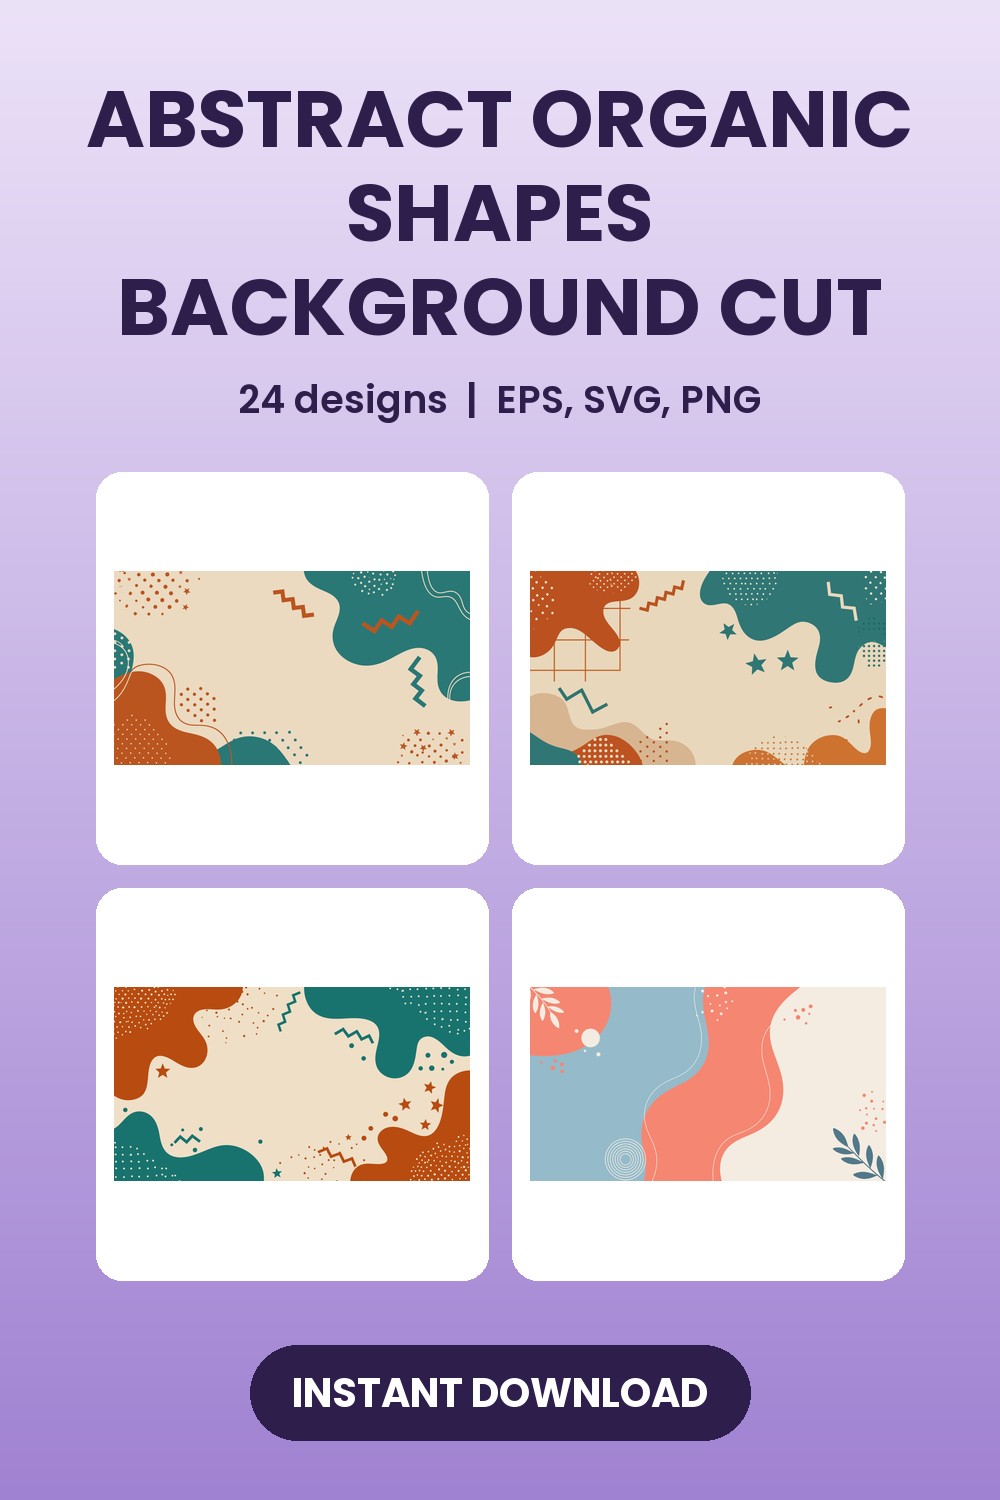 ABSTRACT ORGANIC
SHAPES
BACKGROUND CUT
24 designs | EPS, SVG, PNG
INSTANT DOWNLOAD